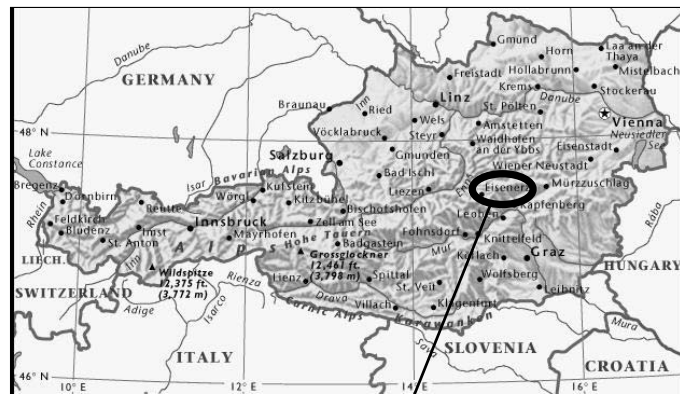 Gmünd
Laa an der
Thaya
Horn
Danube
Hollabrunn
Mistelbach
Freistadt
GERMANY
Krems
Stockerau
Inn
Linz
Danube
Braunau
Ried
St. Pölten
Vienna
Wels
Amstetten
48° N
48° N
Vöcklabruck
Steyr
Waidhofen
an der Ybbs
Neusiedler
See
Eisenstadt
Gmunden
Lake
Constance
Salzburg
Wiener Neustadt
Isar
Bavarian Alps
Bad Ischl
Enns
Bregenz
Dornbirn
Kufstein
Liezen
Eisenerz
Mürzzuschlag
Reutte
Wörgl
Kitzbühel
Bischofshofen
Kapfenberg
Rhein
Feldkirch
Innsbruck
Zell am See
Leoben
Rába
Bludenz
Imst
Mayrhofen
Hohe Tauern
Fohnsdorf
St. Anton
Alps
Badgastein
Mur
Knittelfeld
Grossglockner
12,461 ft.
(3,798 m)
Köflach
Graz
LIECH.
Inn
Wildspitze
12,375 ft.
(3,772 m)
Rienza
Lienz
Spittal
St. Veit
Wolfsberg
HUNGARY
SWITZERLAND
Drava
Leibnitz
Adige
Isarco
Carnic Alps
Villach
Klagenfurt
Karawanken
Mura
ITALY
Sava
SLOVENIA
CROATIA
46° N
10° E
12° E
14° E
16° E